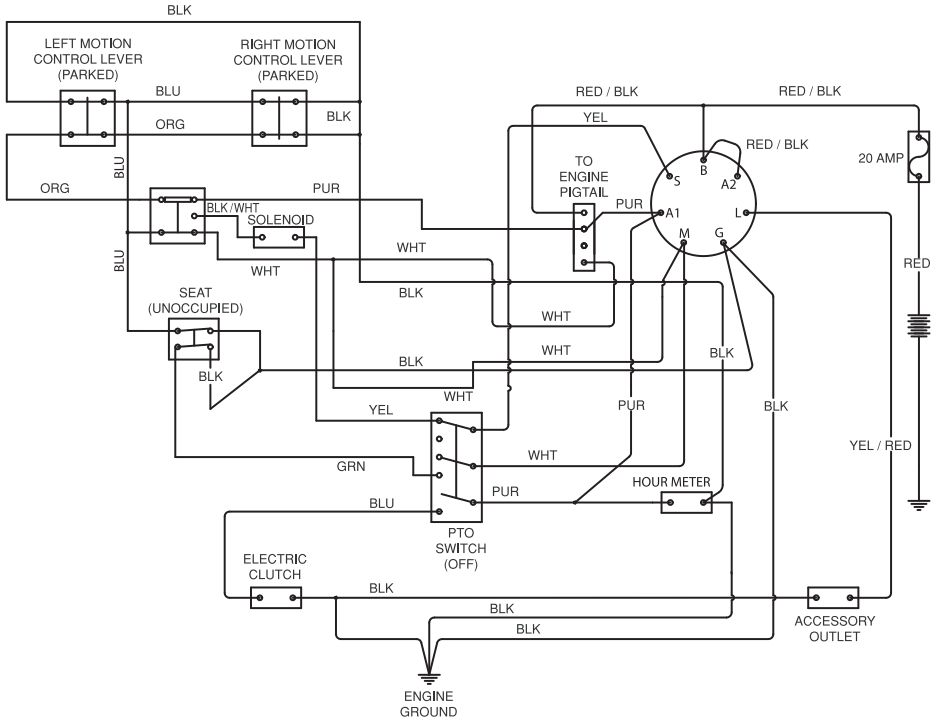 BLK
LEFT MOTION
CONTROL LEVER
(PARKED)
RIGHT MOTION
CONTROL LEVER
(PARKED)
BLU
ORG
BLK
RED / BLK
RED / BLK
YEL
RED / BLK
20 AMP
TO
ENGINE
PIGTAIL
S
B
A2
A1
L
M
G
BLU
ORG
PUR
PUR
BLK / WHT
SOLENOID
WHT
WHT
BLU
BLK
RED
SEAT
(UNOCCUPIED)
WHT
WHT
BLK
BLK
BLK
WHT
YEL
PUR
BLK
YEL / RED
GRN
WHT
BLU
PUR
HOUR METER
PTO
SWITCH
(OFF)
ELECTRIC
CLUTCH
BLK
BLK
BLK
ACCESSORY
OUTLET
ENGINE
GROUND